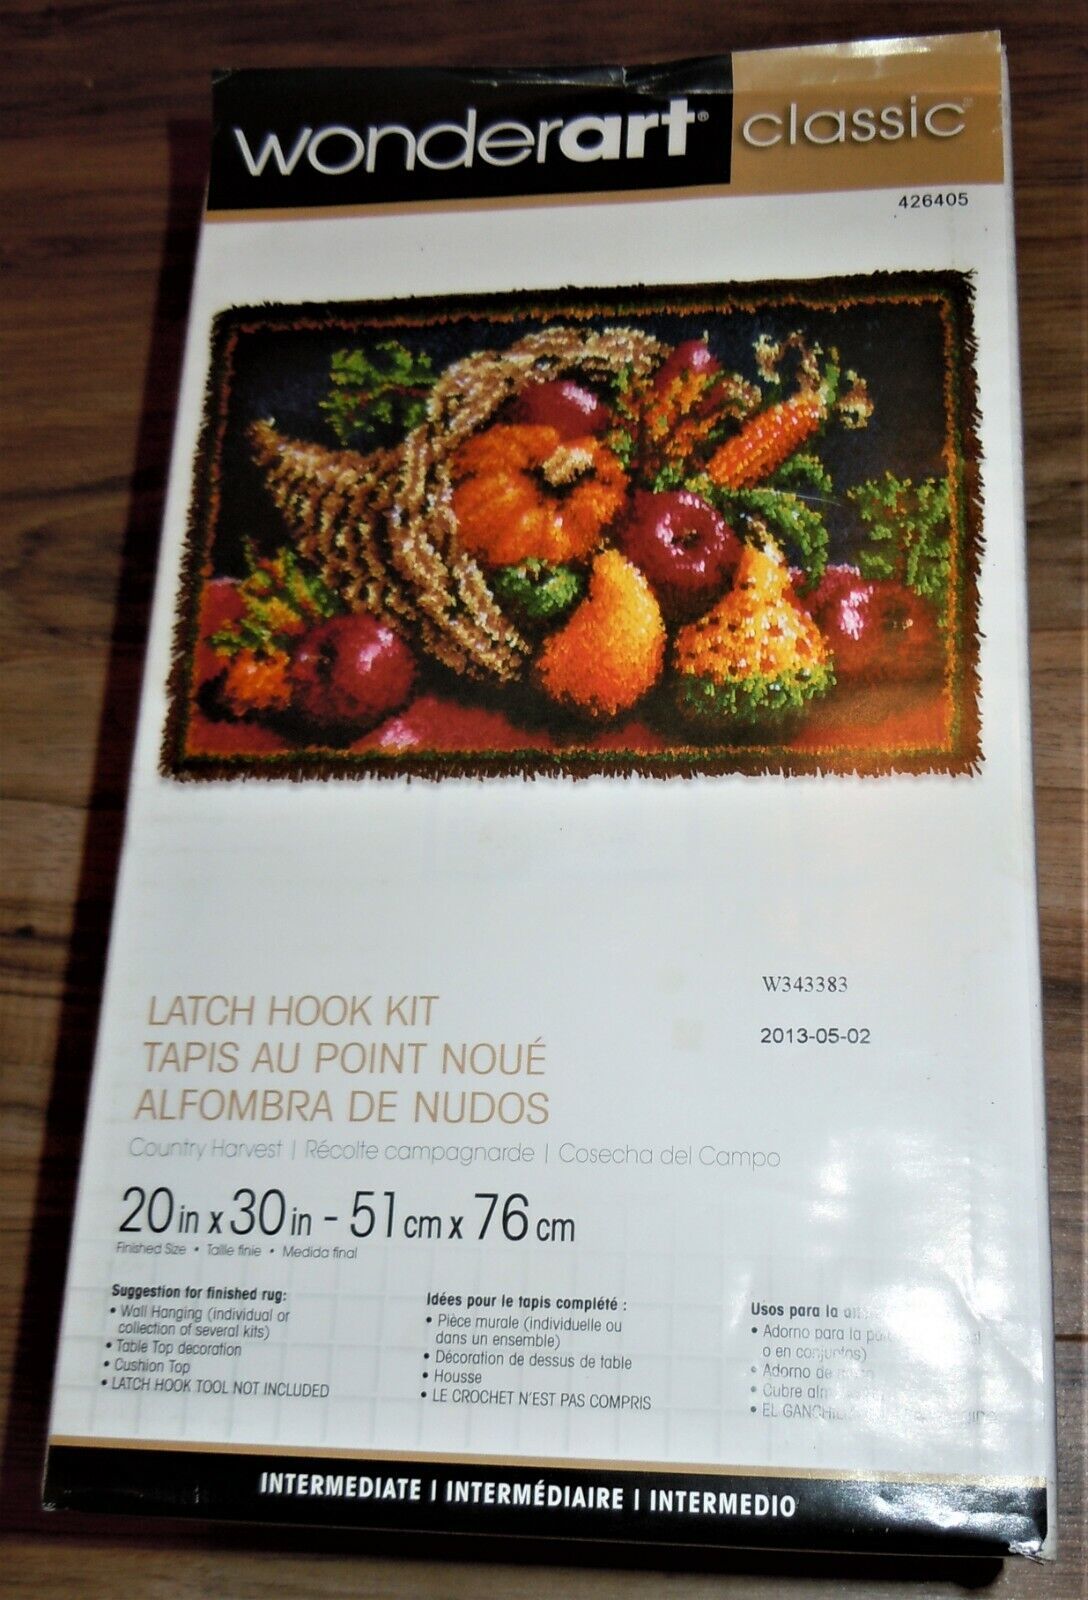 wonderart® classic
426405
W343383
2013-05-02
LATCH HOOK KIT
TAPIS AU POINT NOUÉ
ALFOMBRA DE NUDOS
Country Harvest | Récolte campagnarde | Cosecha del Campo
20in x 30in - 51cm x 76cm
Finished Size • Taille finie • Medida final
Suggestion for finished rug:
• Wall Hanging (individual or
collection of several kits)
• Table Top decoration
• Cushion Top
• LATCH HOOK TOOL NOT INCLUDED
Idées pour le tapis complété :
• Pièce murale (individuelle ou
dans un ensemble)
• Décoration de dessus de table
• Housse
• LE CROCHET N'EST PAS COMPRIS
Usos para la
• Adorno para la
o en conjuntos)
• Adorno de
• Cubre
• EL
INTERMEDIATE | INTERMÉDIAIRE | INTERMEDIO